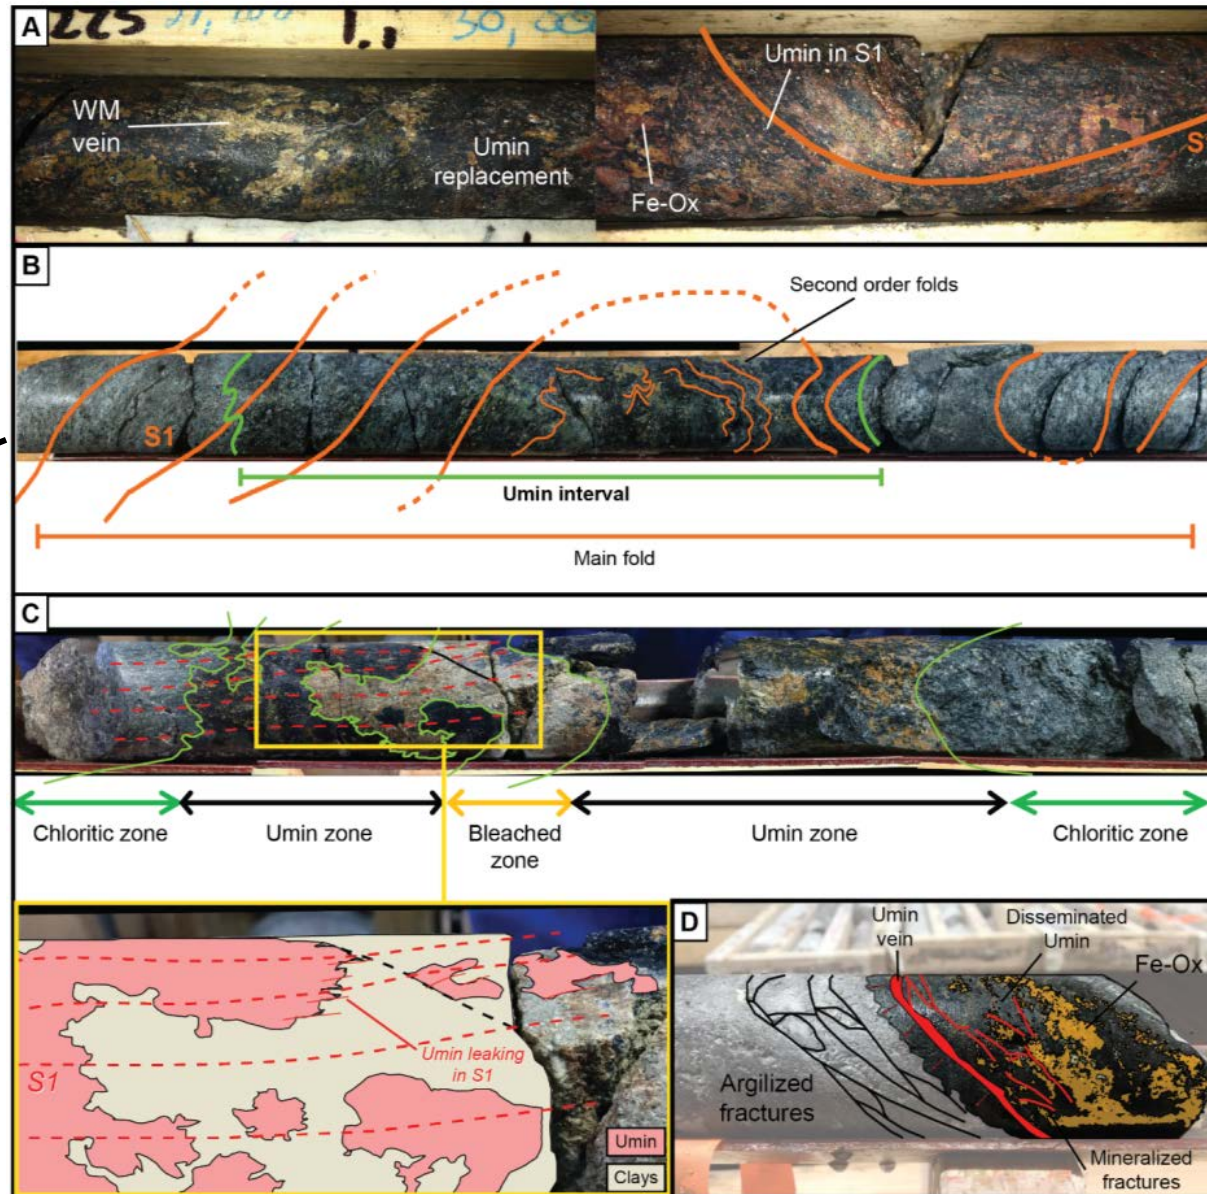 A
225
30,
WM
vein
Umin
replacement
Umin in S1
Fe-Ox
S
B
Second order folds
S1
Umin interval
Main fold
C
Chloritic zone
Umin zone
Bleached
zone
Umin zone
Chloritic zone
S1
Umin leaking
in S1
Umin
Clays
D
Umin
vein
Disseminated
Umin
Fe-Ox
Argilized
fractures
Mineralized
fractures